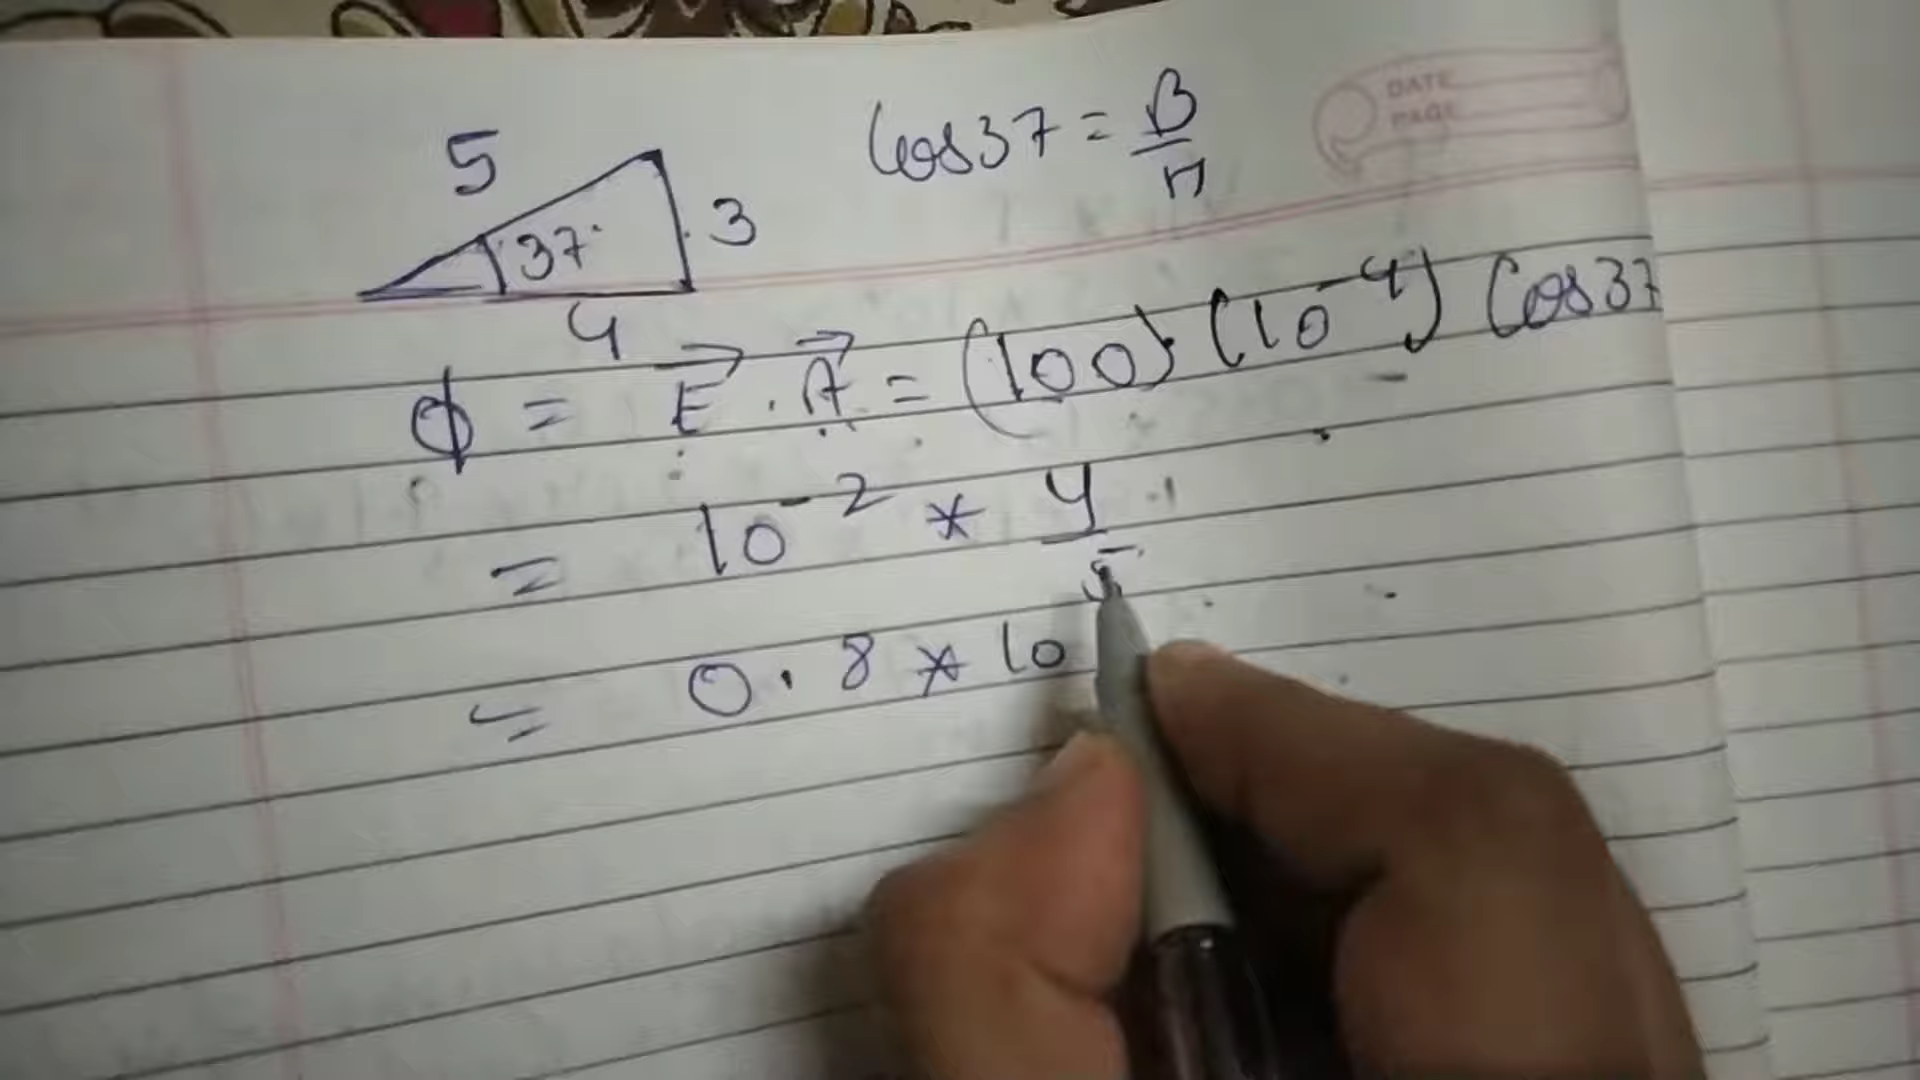 5
37°
3
4
Cos37 = B/H
DATE
PAGE
ϕ = E⃗ . A⃗ = (100) (10⁻⁴) Cos37
= 10⁻² * 4/5
= 0.8 * 10